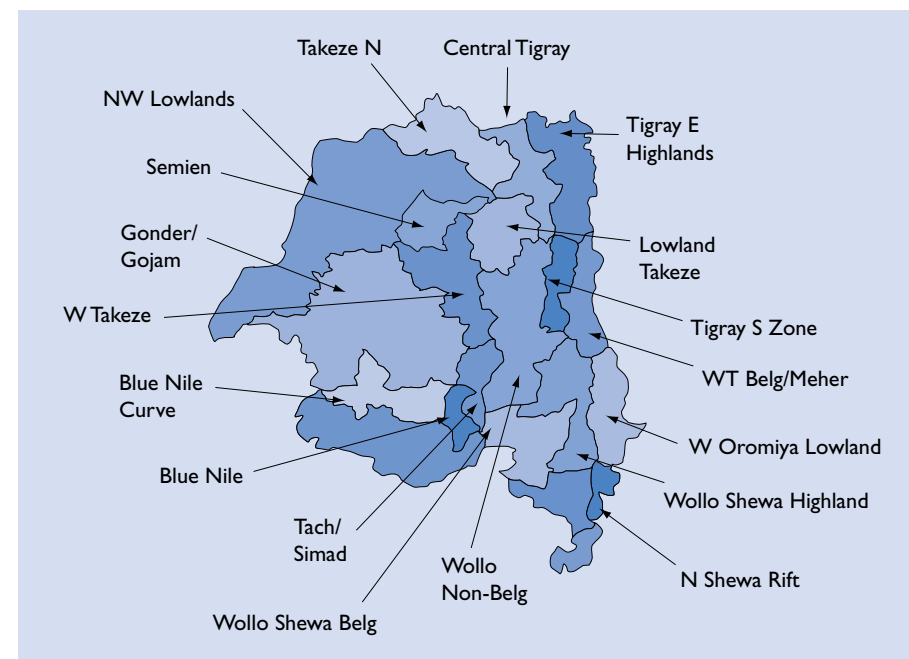 Takeze N
Central Tigray
NW Lowlands
Tigray E
Highlands
Semien
Gonder/
Gojam
Lowland
Takeze
W Takeze
Tigray S Zone
WT Belg/Meher
Blue Nile
Curve
W Oromiya Lowland
Blue Nile
Wollo Shewa Highland
Tach/
Simad
Wollo
Non-Belg
N Shewa Rift
Wollo Shewa Belg